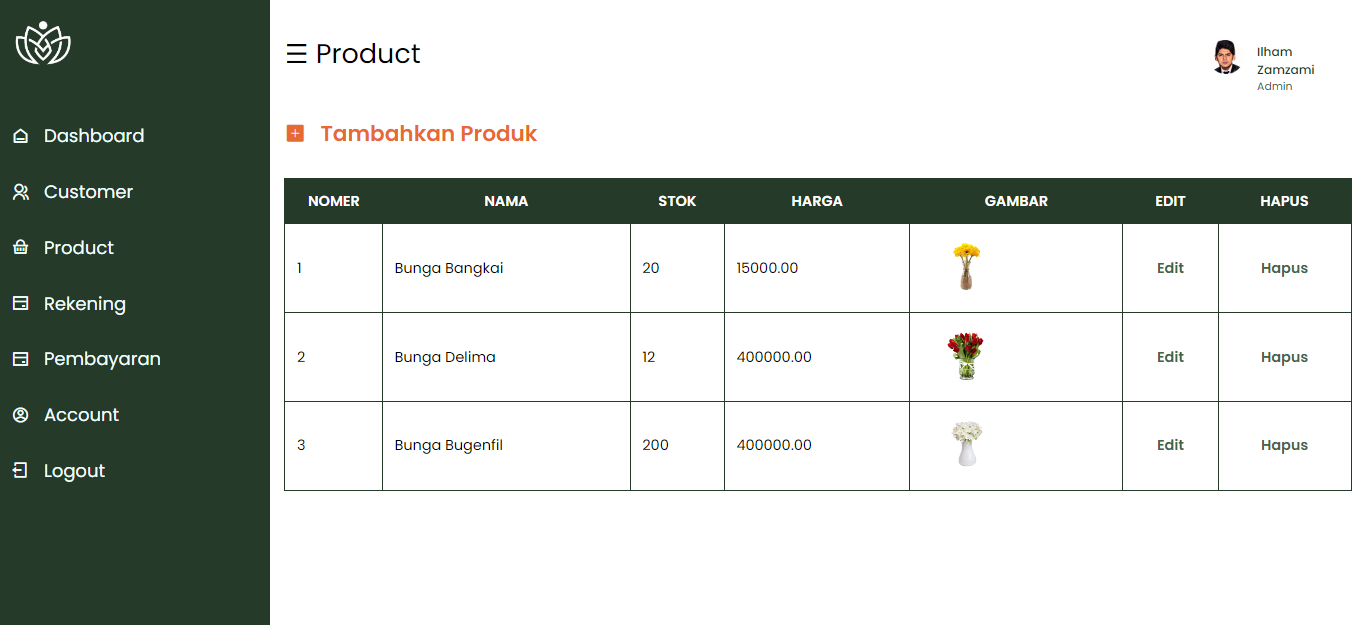 Product
Ilham
Zamzami
Admin
Dashboard
Customer
Product
Rekening
Pembayaran
Account
Logout
Tambahkan Produk
NOMER NAMA STOK HARGA GAMBAR EDIT HAPUS
1 Bunga Bangkai 20 15000.00 Edit Hapus
2 Bunga Delima 12 400000.00 Edit Hapus
3 Bunga Bugenfil 200 400000.00 Edit Hapus